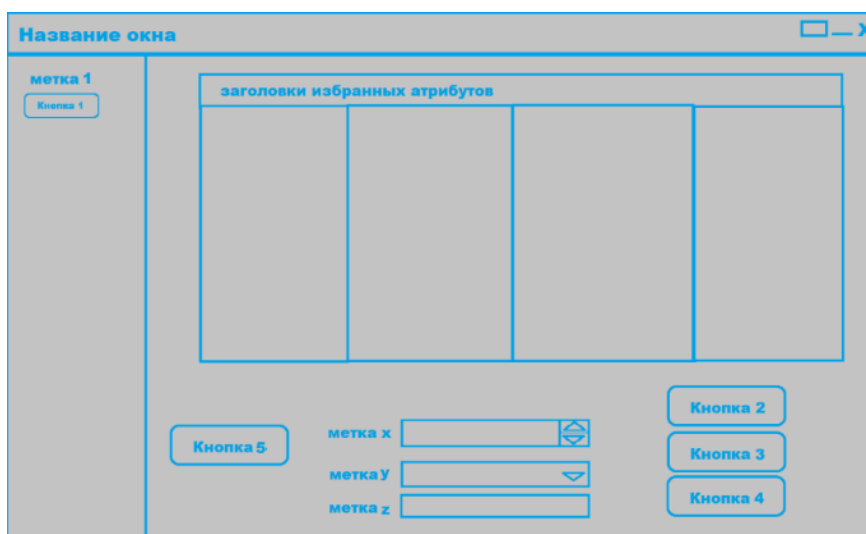 Название окна
метка 1
Кнопка 1
заголовки избранных атрибутов
Кнопка 2
метка x
Кнопка 5
Кнопка 3
метка y
Кнопка 4
метка z